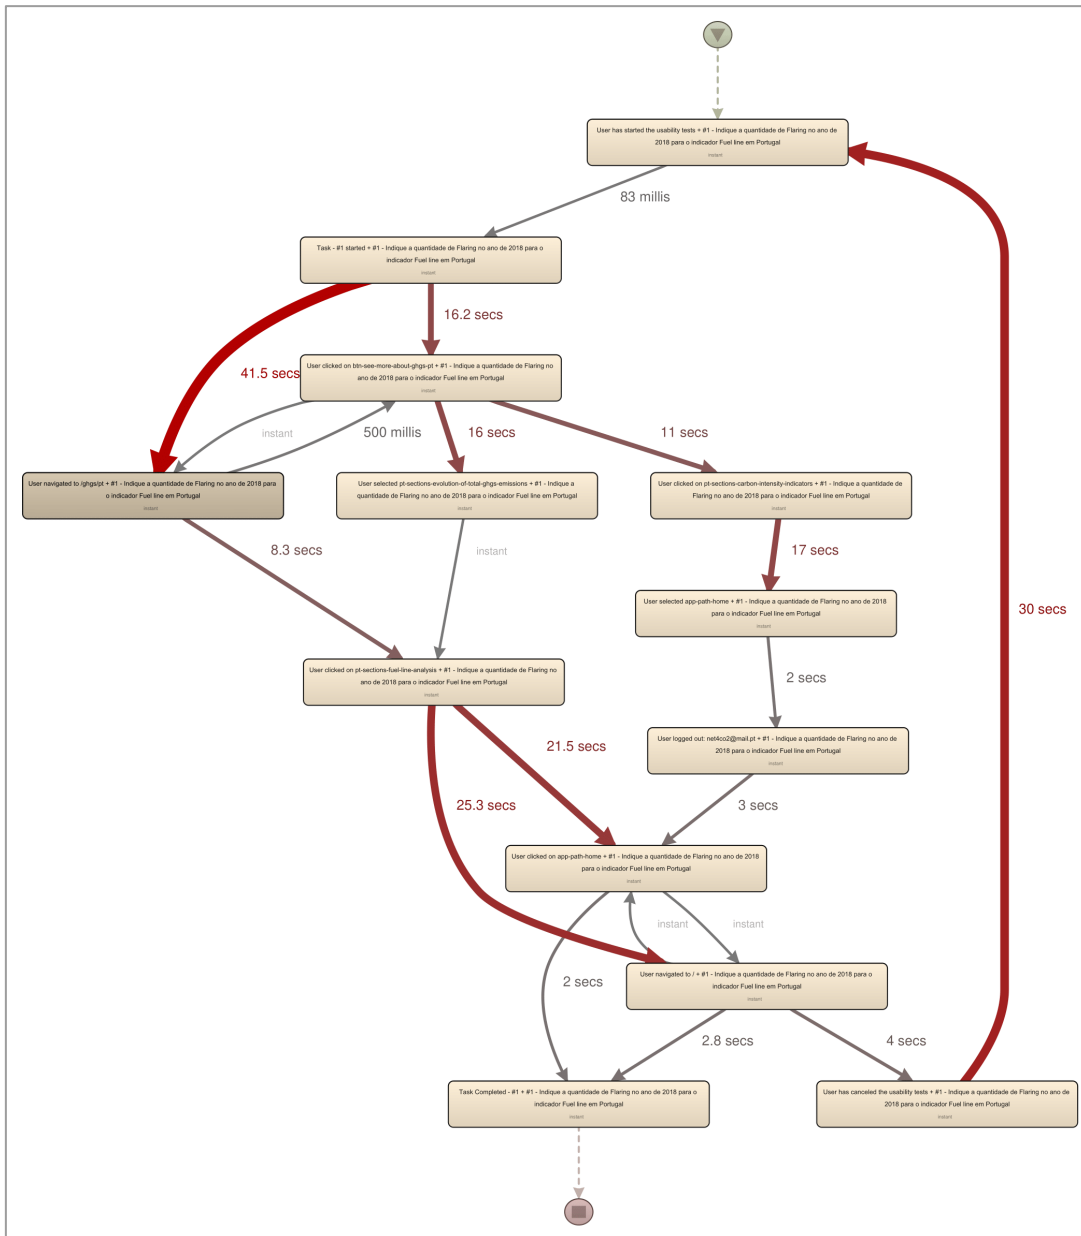 User has started the usability tests + #1 - Indique a quantidade de Flaring no ano de
2018 para o indicador Fuel line em Portugal
instant
83 millis
Task - #1 started + #1 - Indique a quantidade de Flaring no ano de 2018 para o
indicador Fuel line em Portugal
instant
16.2 secs
41.5 secs
User clicked on btn-see-more-about-ghgs-pt + #1 - Indique a quantidade de Flaring no
ano de 2018 para o indicador Fuel line em Portugal
instant
instant
500 millis
16 secs
11 secs
User navigated to /ghgs/pt + #1 - Indique a quantidade de Flaring no ano de 2018 para
o indicador Fuel line em Portugal
instant
User selected pt-sections-evolution-of-total-ghgs-emissions + #1 - Indique a
quantidade de Flaring no ano de 2018 para o indicador Fuel line em Portugal
instant
User clicked on pt-sections-carbon-intensity-indicators + #1 - Indique a quantidade de
Flaring no ano de 2018 para o indicador Fuel line em Portugal
instant
8.3 secs
instant
17 secs
User selected app-path-home + #1 - Indique a quantidade de Flaring no ano de 2018
para o indicador Fuel line em Portugal
instant
30 secs
User clicked on pt-sections-fuel-line-analysis + #1 - Indique a quantidade de Flaring no
ano de 2018 para o indicador Fuel line em Portugal
instant
2 secs
User logged out: net4co2@mail.pt + #1 - Indique a quantidade de Flaring no ano de
2018 para o indicador Fuel line em Portugal
instant
21.5 secs
25.3 secs
3 secs
User clicked on app-path-home + #1 - Indique a quantidade de Flaring no ano de 2018
para o indicador Fuel line em Portugal
instant
instant
instant
2 secs
User navigated to / + #1 - Indique a quantidade de Flaring no ano de 2018 para o
indicador Fuel line em Portugal
instant
2.8 secs
4 secs
Task Completed - #1 + #1 - Indique a quantidade de Flaring no ano de 2018 para o
indicador Fuel line em Portugal
instant
User has canceled the usability tests + #1 - Indique a quantidade de Flaring no ano de
2018 para o indicador Fuel line em Portugal
instant